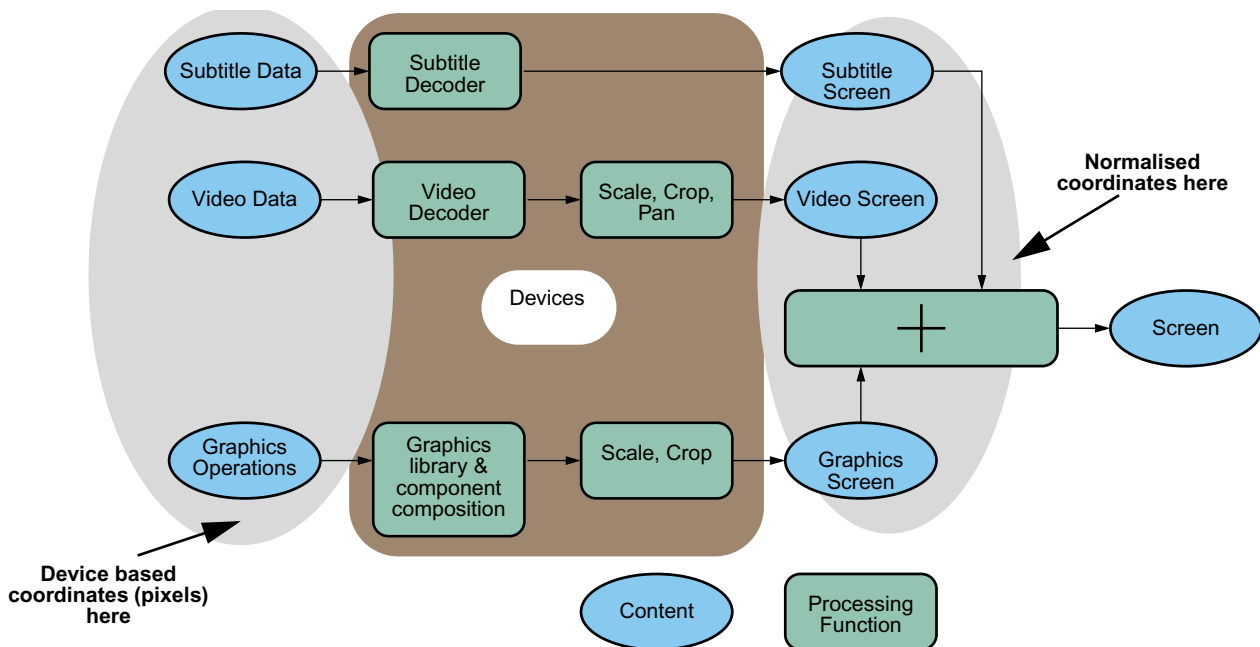 Subtitle Data
Subtitle
Decoder
Subtitle
Screen
Normalised
coordinates here
Video Data
Video
Decoder
Scale, Crop,
Pan
Video Screen
Devices
Screen
Graphics
Operations
Graphics
library &
component
composition
Scale, Crop
Graphics
Screen
Device based
coordinates (pixels)
here
Content
Processing
Function